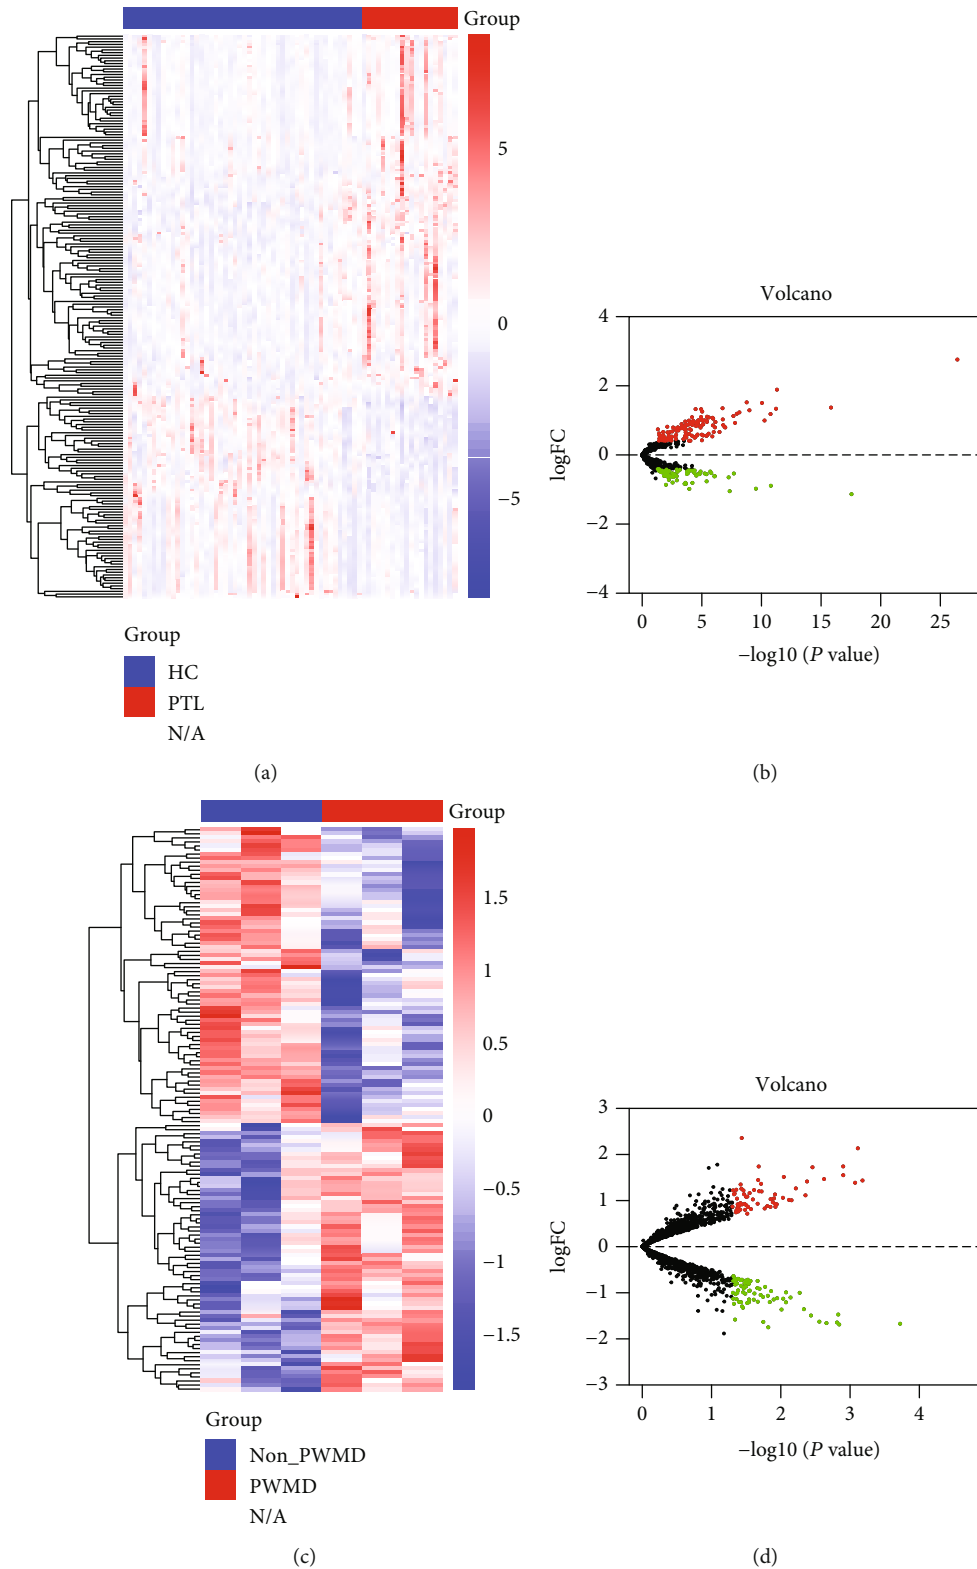 Group
5
0
−5
Group
HC
PTL
N/A
(a)
Volcano
4
2
0
−2
−4
logFC
0 5 10 15 20 25
−log10 (P value)
(b)
Group
1.5
1
0.5
0
−0.5
−1
−1.5
Group
Non_PWMD
PWMD
N/A
(c)
Volcano
3
2
1
0
−1
−2
−3
logFC
0 1 2 3 4
−log10 (P value)
(d)